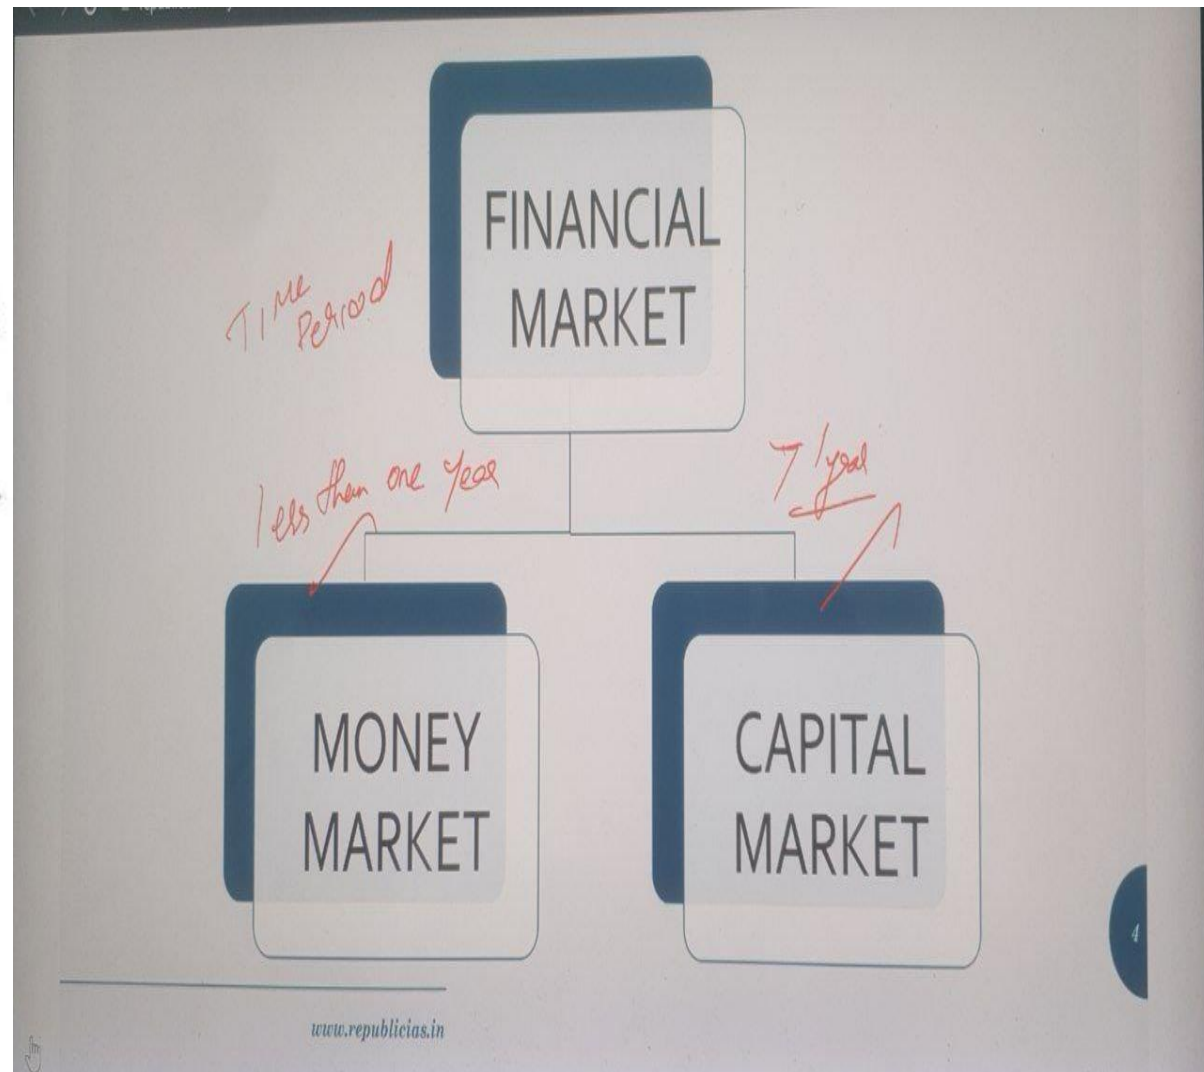 FINANCIAL
MARKET
TIMe
Period
less than one year
> 1 year
MONEY
MARKET
CAPITAL
MARKET
4
www.republicias.in